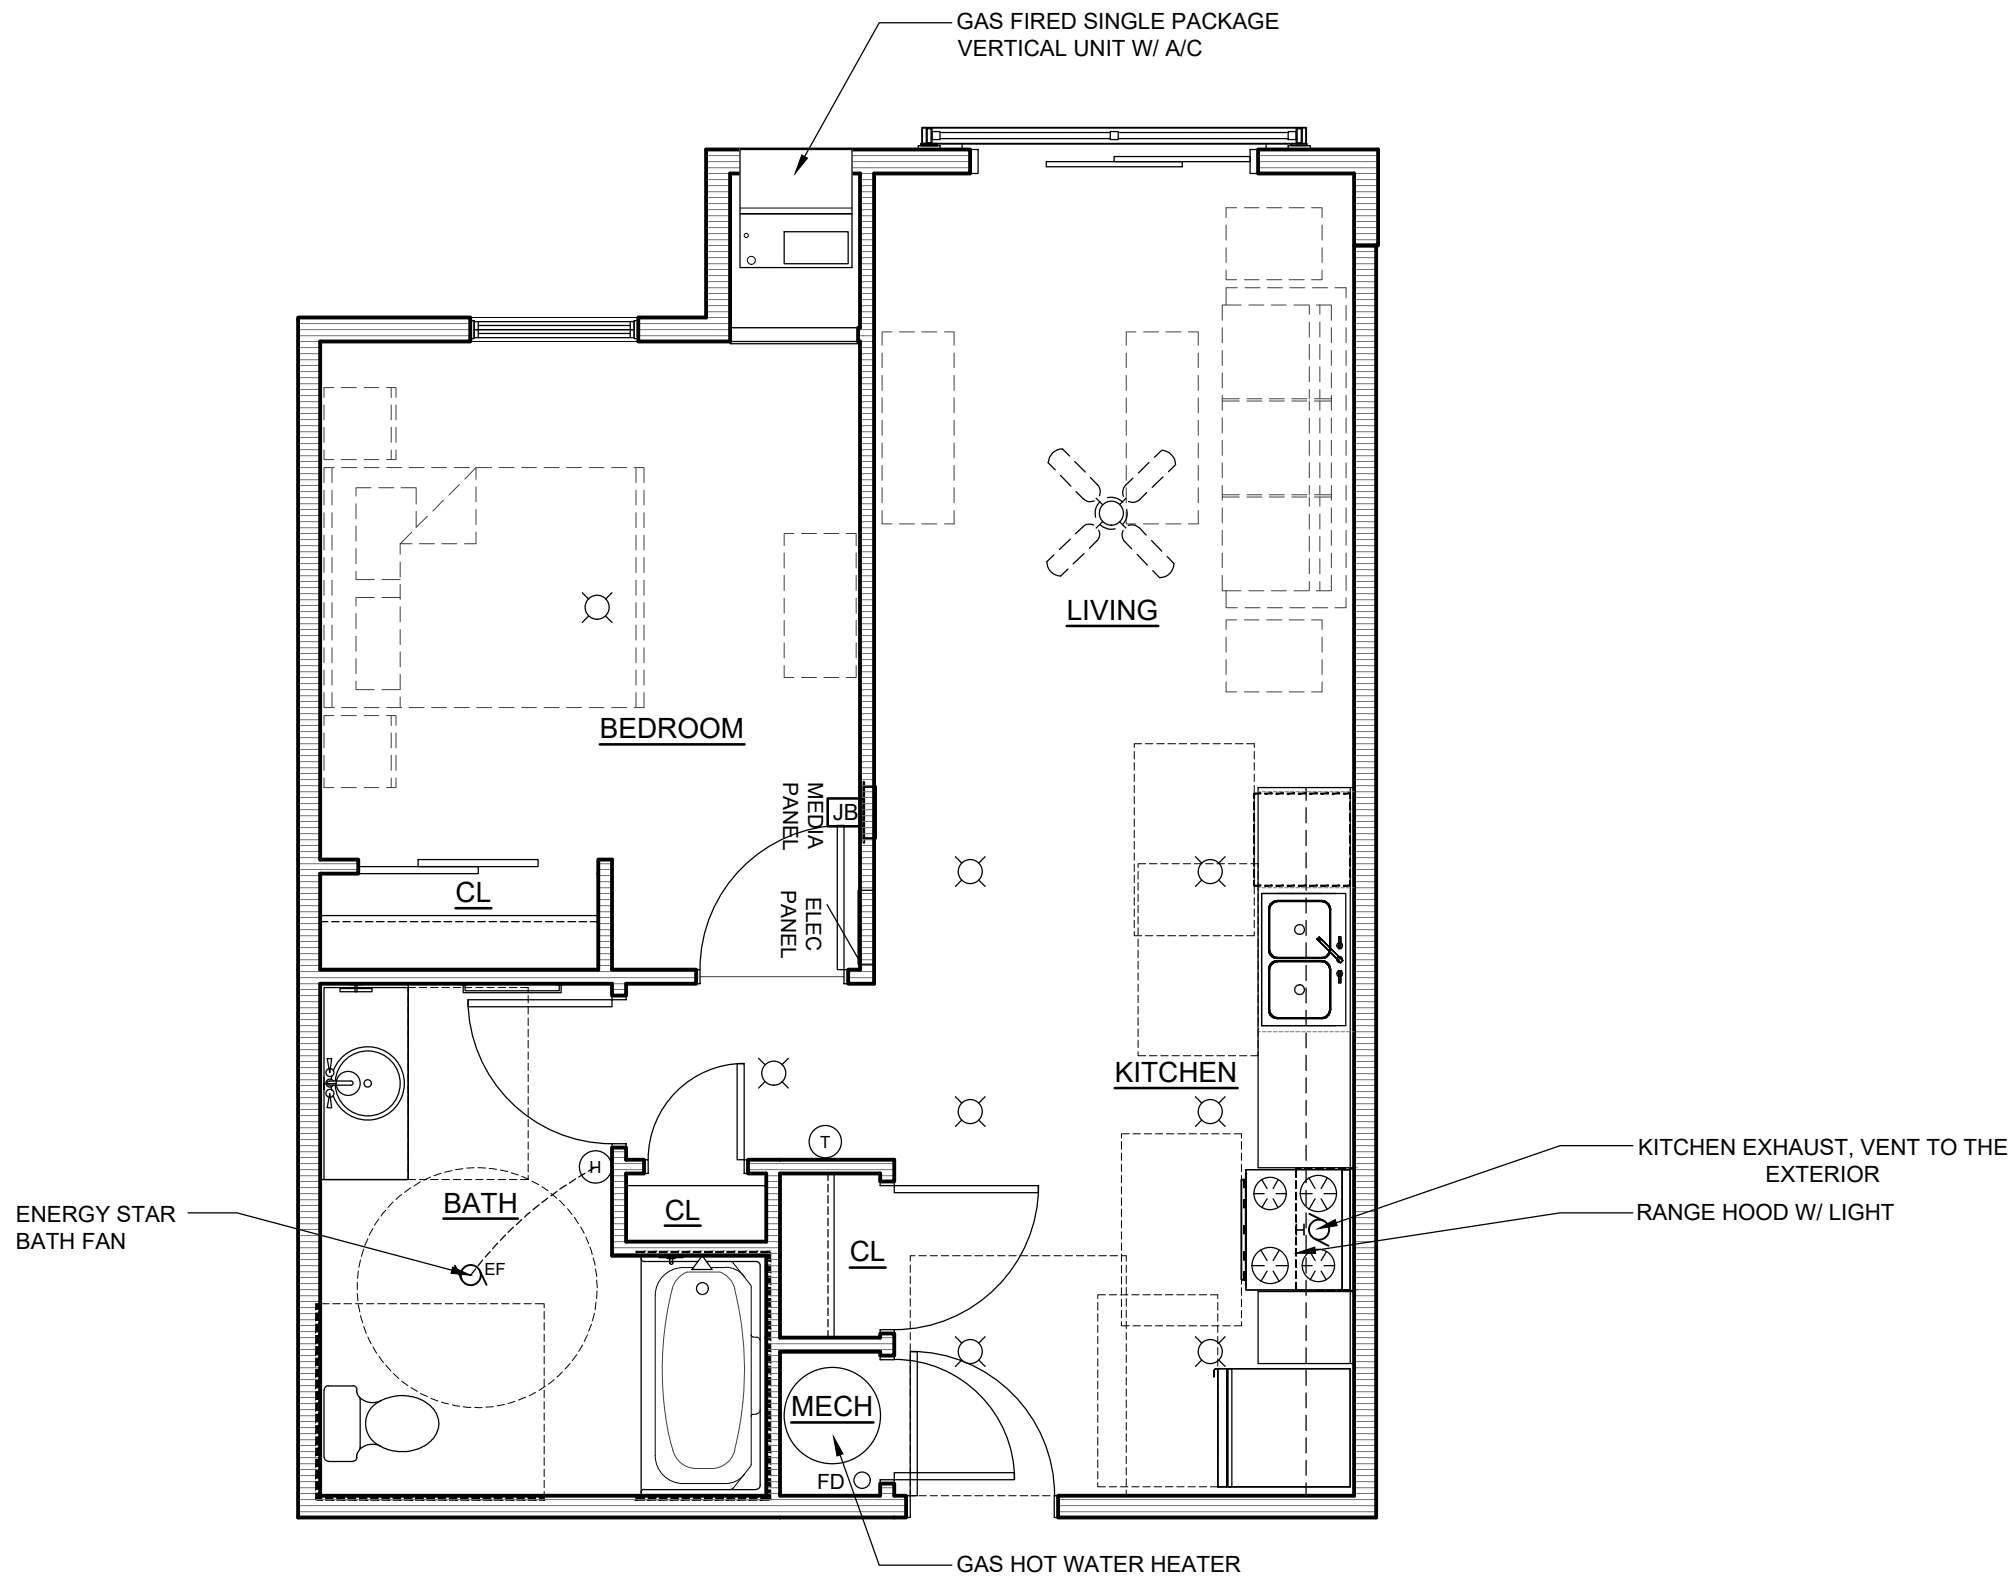 GAS FIRED SINGLE PACKAGE
VERTICAL UNIT W/ A/C
LIVING
BEDROOM
MEDIA
PANEL
JB
CL
ELEC
PANEL
KITCHEN
T
H
KITCHEN EXHAUST, VENT TO THE
EXTERIOR
BATH
CL
ENERGY STAR
BATH FAN
RANGE HOOD W/ LIGHT
CL
EF
MECH
FD
GAS HOT WATER HEATER